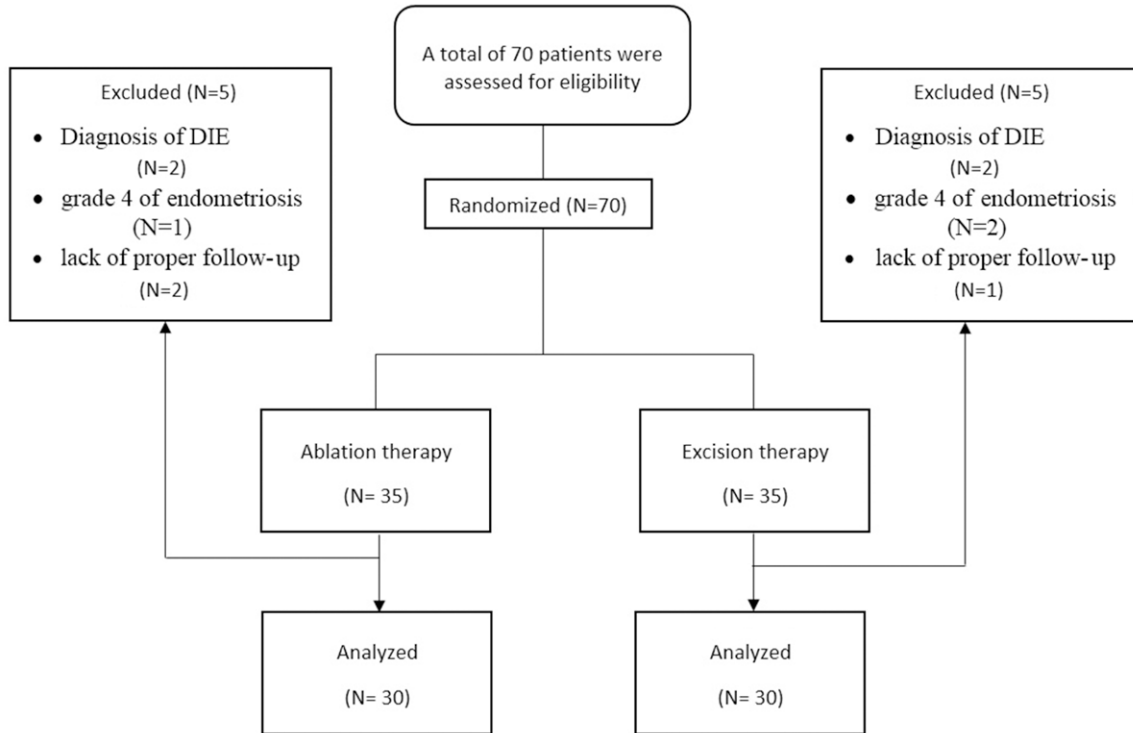 A total of 70 patients were
assessed for eligibility
Excluded (N=5)
• Diagnosis of DIE
(N=2)
• grade 4 of endometriosis
(N=1)
• lack of proper follow-up
(N=2)
Excluded (N=5)
• Diagnosis of DIE
(N=2)
• grade 4 of endometriosis
(N=2)
• lack of proper follow-up
(N=1)
Randomized (N=70)
Ablation therapy
(N= 35)
Excision therapy
(N= 35)
Analyzed
(N= 30)
Analyzed
(N= 30)